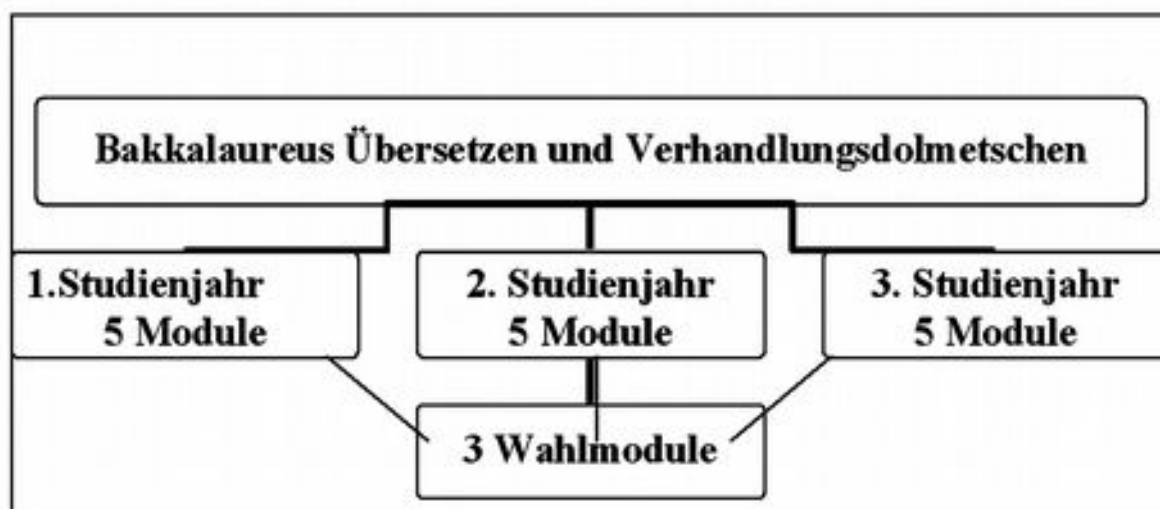 Bakkalaureus Übersetzen und Verhandlungsdolmetschen
1.Studienjahr
5 Module
2. Studienjahr
5 Module
3. Studienjahr
5 Module
3 Wahlmodule